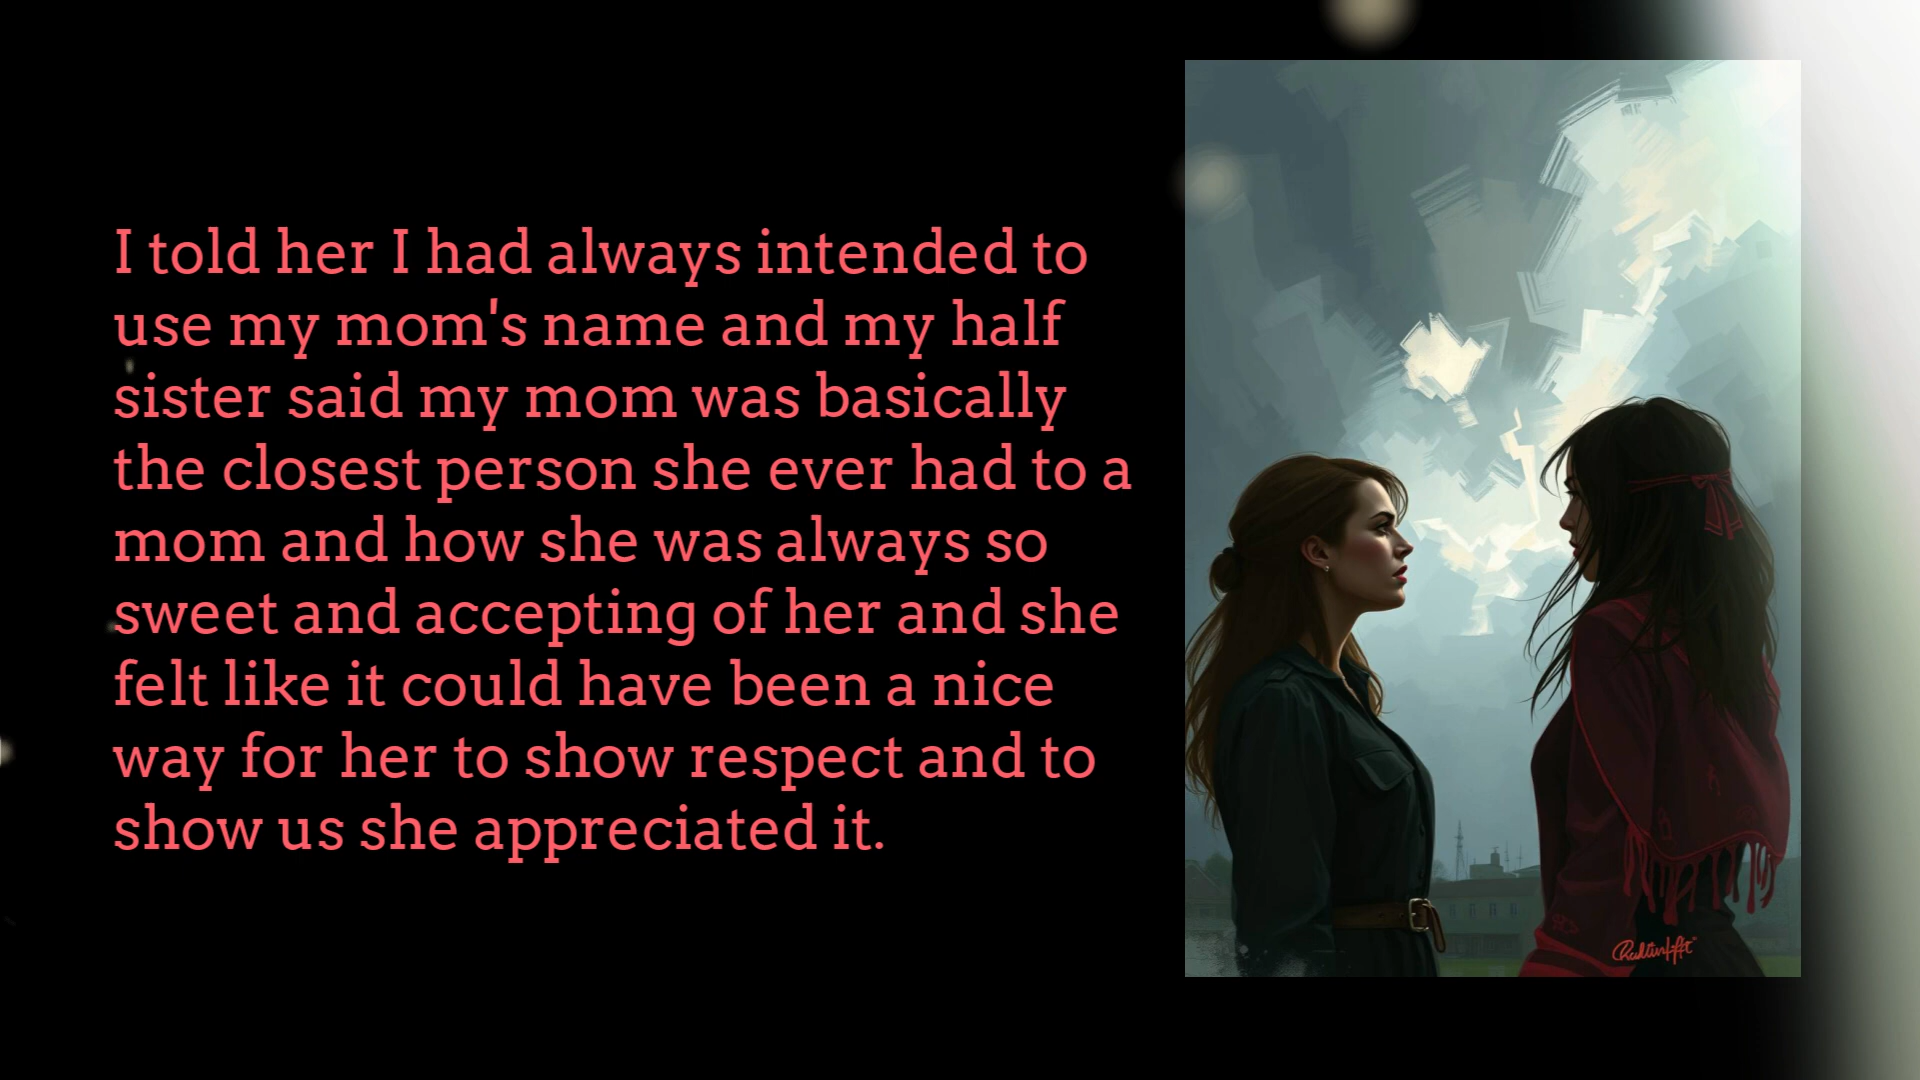 I told her I had always intended to
use my mom's name and my half
sister said my mom was basically
the closest person she ever had to a
mom and how she was always so
sweet and accepting of her and she
felt like it could have been a nice
way for her to show respect and to
show us she appreciated it.